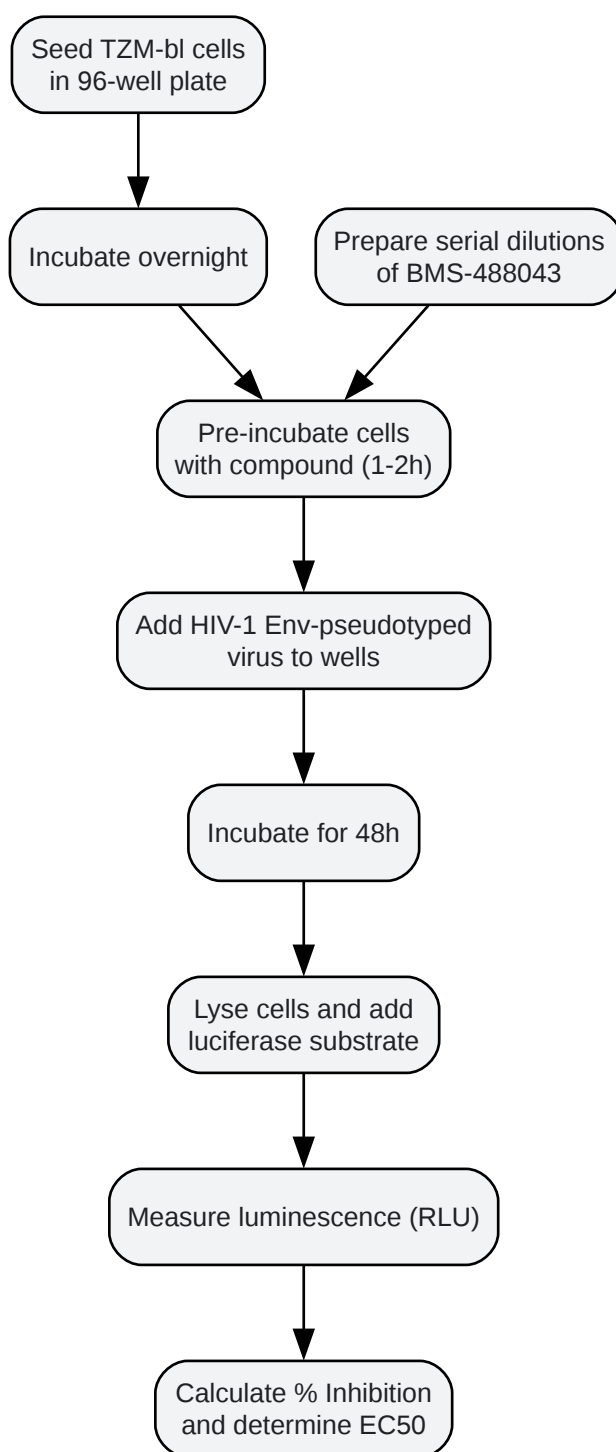 Seed TZM-bl cells
in 96-well plate
Incubate overnight
Prepare serial dilutions
of BMS-488043
Pre-incubate cells
with compound (1-2h)
Add HIV-1 Env-pseudotyped
virus to wells
Incubate for 48h
Lyse cells and add
luciferase substrate
Measure luminescence (RLU)
Calculate % Inhibition
and determine EC50